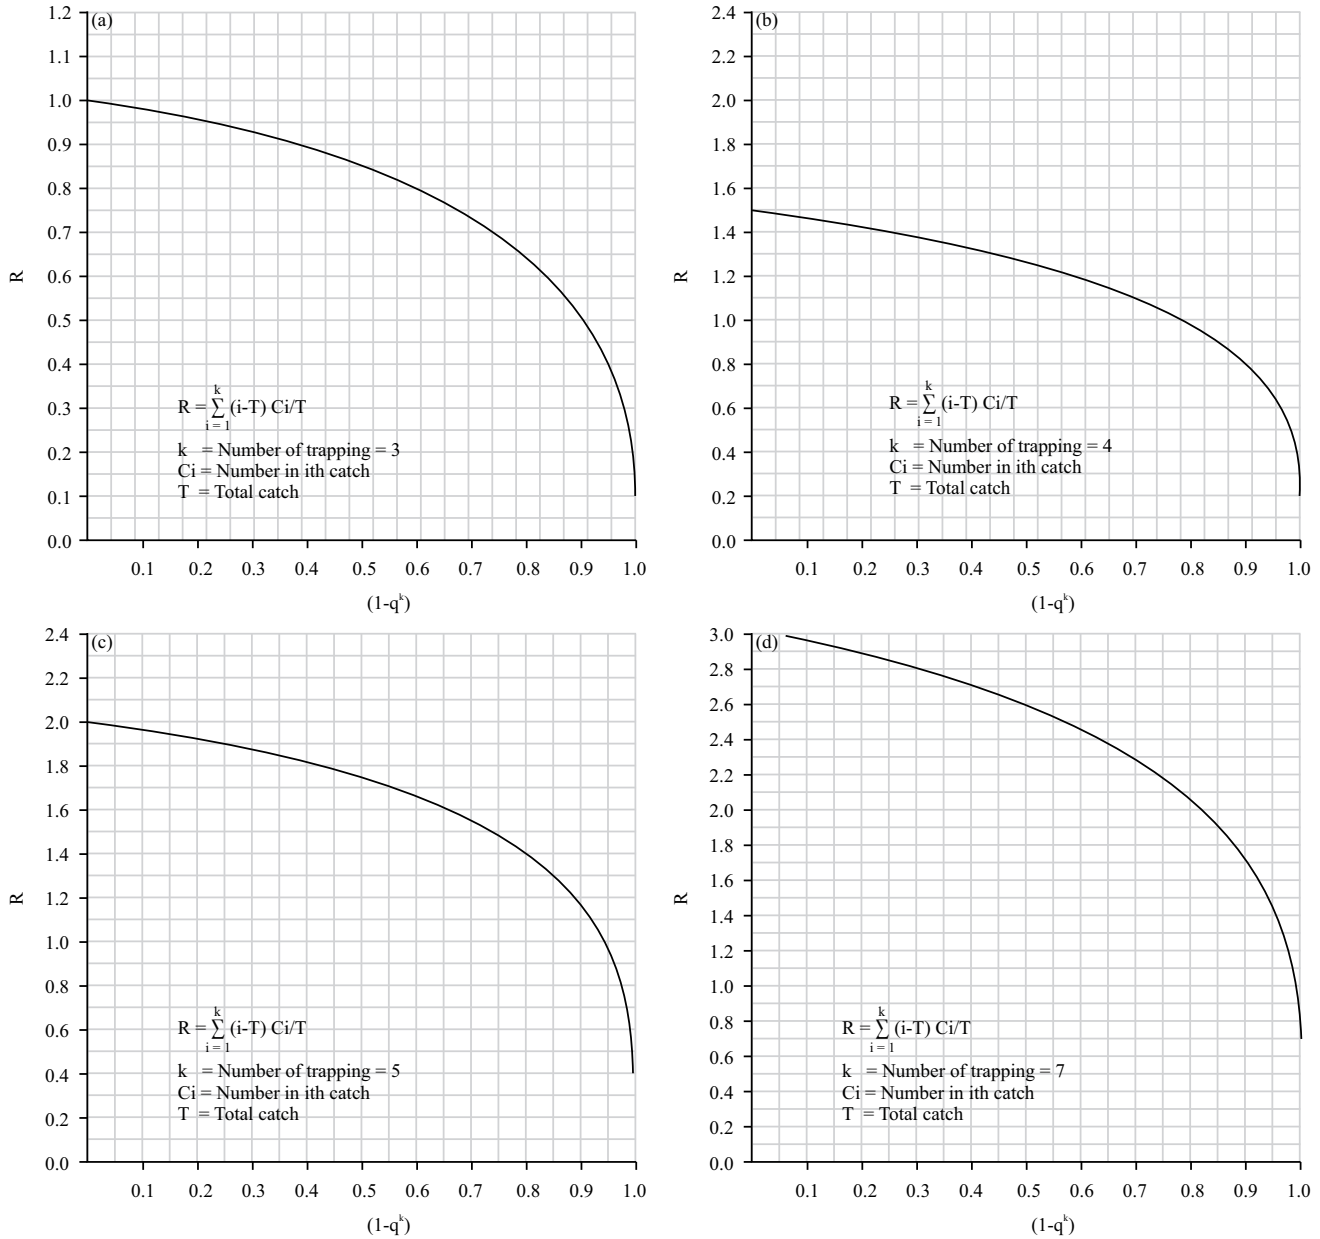 (a)
1.2
1.1
1.0
0.9
0.8
0.7
0.6
0.5
0.4
0.3
0.2
0.1
0.0
R
k
R = Σ (i-T) Ci/T
i = 1
k = Number of trapping = 3
Ci = Number in ith catch
T = Total catch
0.1 0.2 0.3 0.4 0.5 0.6 0.7 0.8 0.9 1.0
(1-qᵏ)
(b)
2.4
2.2
2.0
1.8
1.6
1.4
1.2
1.0
0.8
0.6
0.4
0.2
0.0
R
k
R = Σ (i-T) Ci/T
i = 1
k = Number of trapping = 4
Ci = Number in ith catch
T = Total catch
0.1 0.2 0.3 0.4 0.5 0.6 0.7 0.8 0.9 1.0
(1-qᵏ)
(c)
2.4
2.2
2.0
1.8
1.6
1.4
1.2
1.0
0.8
0.6
0.4
0.2
0.0
R
k
R = Σ (i-T) Ci/T
i = 1
k = Number of trapping = 5
Ci = Number in ith catch
T = Total catch
0.1 0.2 0.3 0.4 0.5 0.6 0.7 0.8 0.9 1.0
(1-qᵏ)
(d)
3.0
2.8
2.6
2.4
2.2
2.0
1.8
1.6
1.4
1.2
1.0
0.8
0.6
0.4
0.2
0.0
R
k
R = Σ (i-T) Ci/T
i = 1
k = Number of trapping = 7
Ci = Number in ith catch
T = Total catch
0.1 0.2 0.3 0.4 0.5 0.6 0.7 0.8 0.9 1.0
(1-qᵏ)